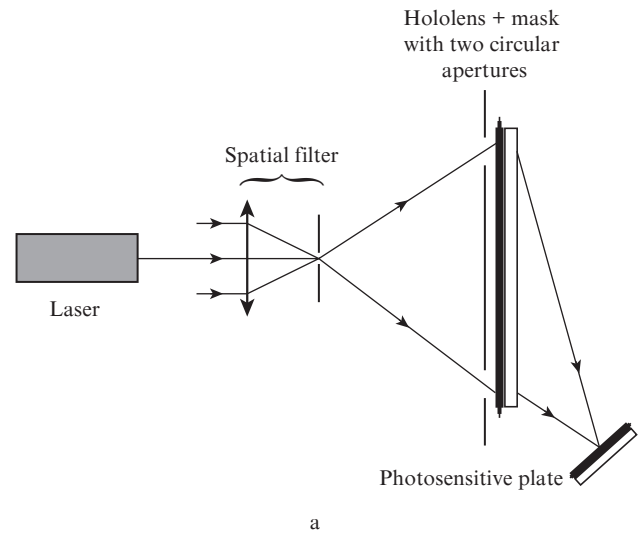 Hololens + mask
with two circular
apertures
Spatial filter
Laser
Photosensitive plate
a